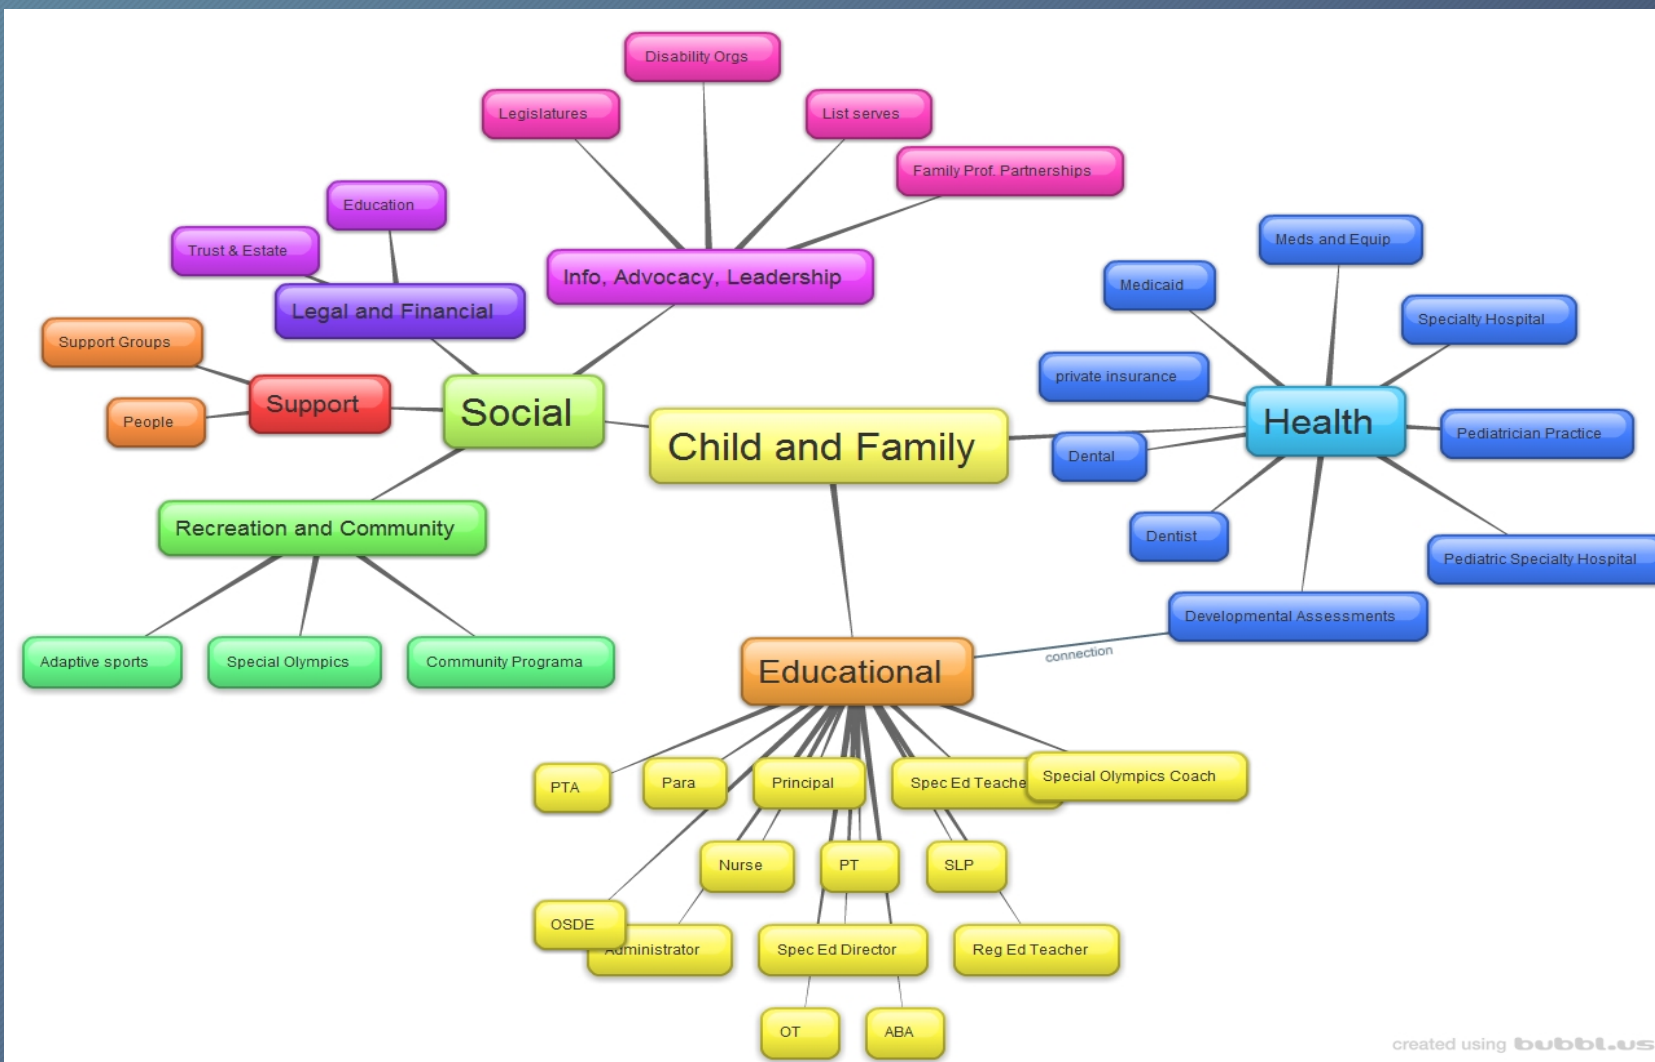 Disability Orgs
Legislatures
List serves
Family Prof. Partnerships
Education
Trust & Estate
Info, Advocacy, Leadership
Legal and Financial
Support Groups
Support
People
Social
Child and Family
Meds and Equip
Medicaid
Specialty Hospital
private insurance
Health
Dental
Pediatrician Practice
Dentist
Pediatric Specialty Hospital
Developmental Assessments
Recreation and Community
Adaptive sports
Special Olympics
Community Programa
Educational
connection
PTA
Para
Principal
Spec Ed Teache
Special Olympics Coach
Nurse
PT
SLP
OSDE
Administrator
Spec Ed Director
Reg Ed Teacher
OT
ABA
created using bubbl.us